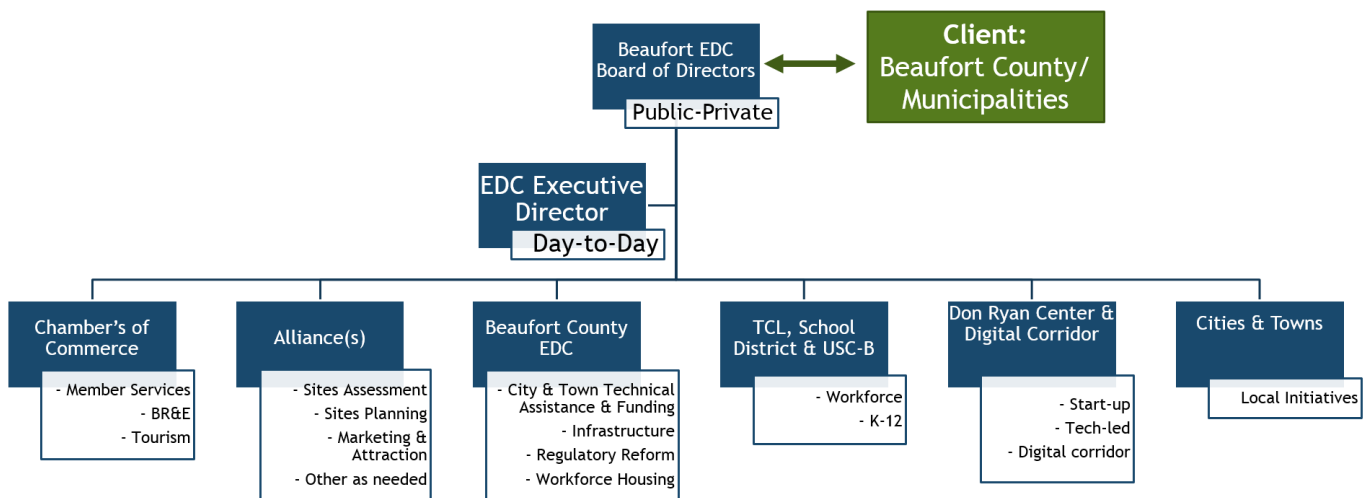 Beaufort EDC
Board of Directors
Public-Private
Client:
Beaufort County/
Municipalities
EDC Executive
Director
Day-to-Day
Chamber's of
Commerce
- Member Services
- BR&E
- Tourism
Alliance(s)
- Sites Assessment
- Sites Planning
- Marketing &
Attraction
- Other as needed
Beaufort County
EDC
- City & Town Technical
Assistance & Funding
- Infrastructure
- Regulatory Reform
- Workforce Housing
TCL, School
District & USC-B
- Workforce
- K-12
Don Ryan Center &
Digital Corridor
- Start-up
- Tech-led
- Digital corridor
Cities & Towns
Local Initiatives